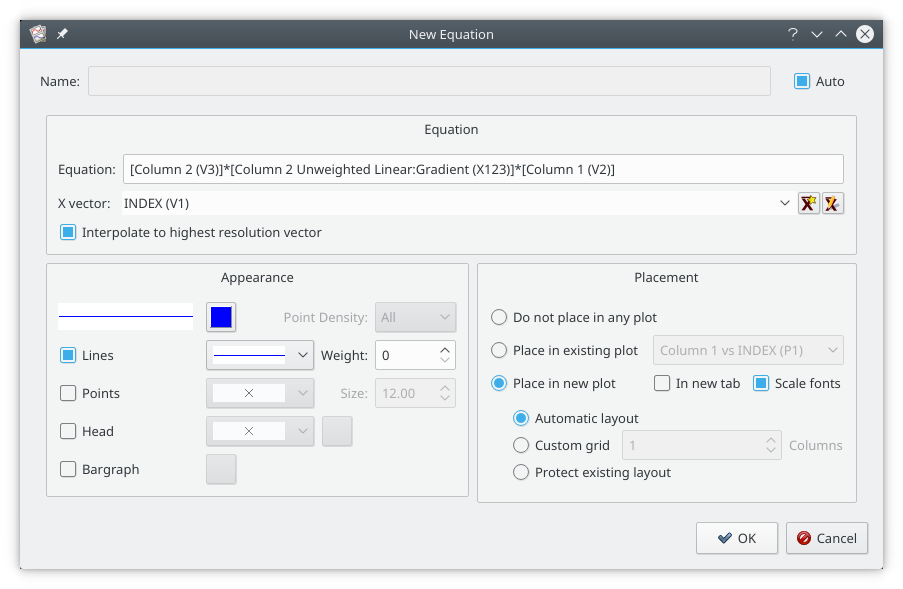 New Equation
Name:
Auto
Equation
Equation: [Column 2 (V3)]*[Column 2 Unweighted Linear:Gradient (X123)]*[Column 1 (V2)]
X vector: INDEX (V1)
Interpolate to highest resolution vector
Appearance
Point Density: All
Lines Weight: 0
Points Size: 12.00
Head
Bargraph
Placement
Do not place in any plot
Place in existing plot Column 1 vs INDEX (P1)
Place in new plot In new tab Scale fonts
Automatic layout
Custom grid 1 Columns
Protect existing layout
OK Cancel